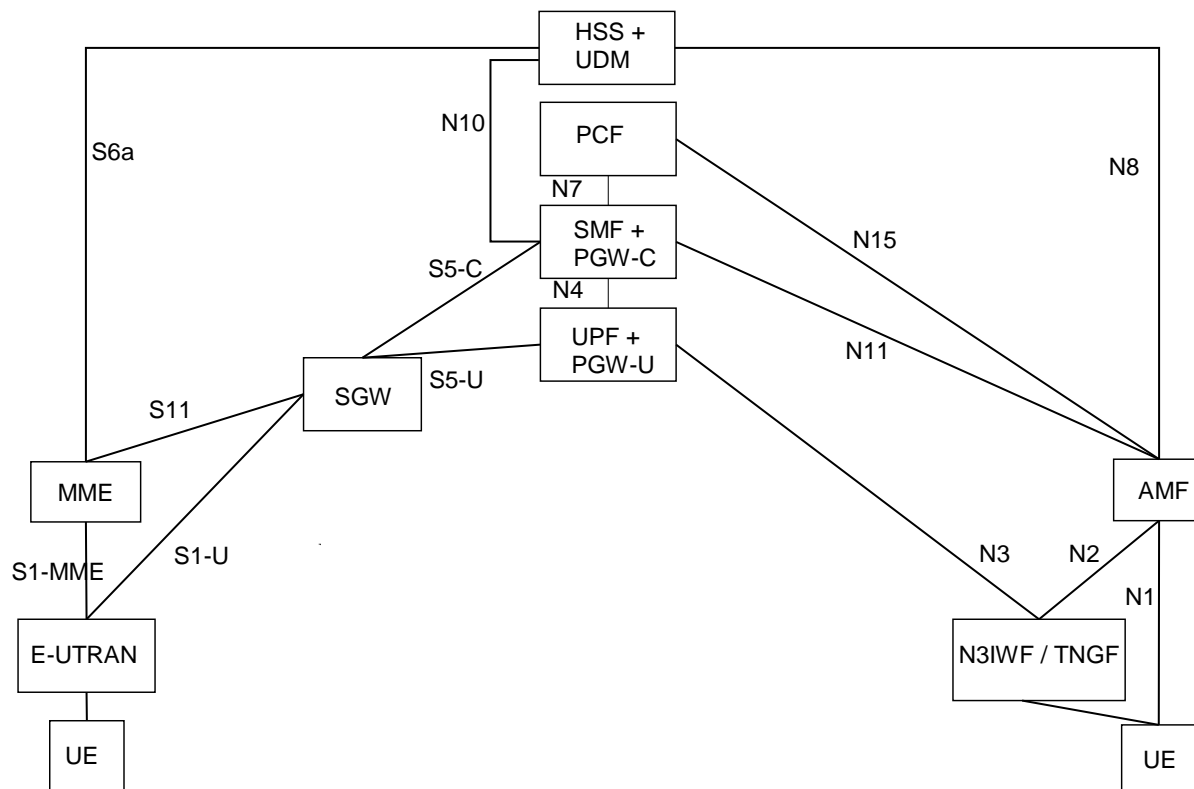 HSS +
UDM
N10
PCF
S6a
N8
N7
SMF +
PGW-C
N15
S5-C
N4
UPF +
PGW-U
N11
S5-U
SGW
S11
MME
AMF
S1-U
N3
N2
S1-MME
N1
E-UTRAN
N3IWF / TNGF
UE
UE